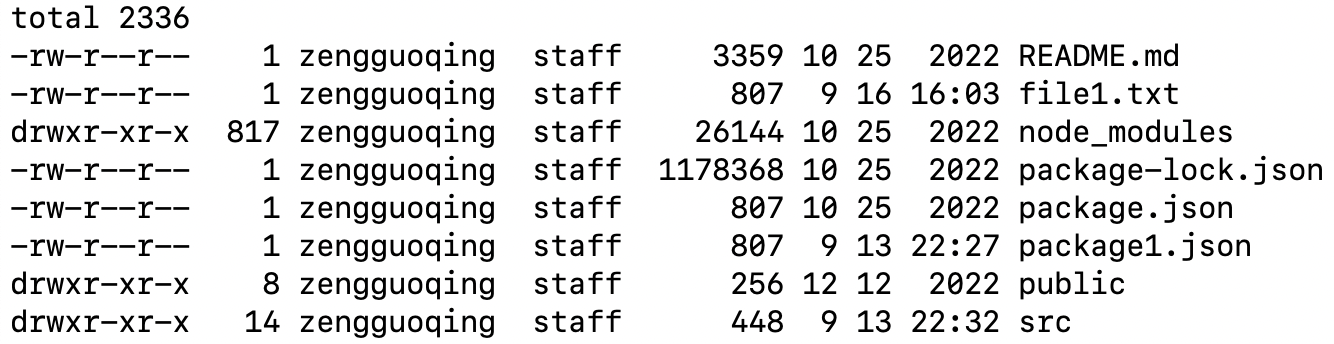 total 2336
-rw-r--r--    1 zengguoqing  staff     3359 10 25  2022 README.md
-rw-r--r--    1 zengguoqing  staff      807  9 16 16:03 file1.txt
drwxr-xr-x  817 zengguoqing  staff    26144 10 25  2022 node_modules
-rw-r--r--    1 zengguoqing  staff  1178368 10 25  2022 package-lock.json
-rw-r--r--    1 zengguoqing  staff      807 10 25  2022 package.json
-rw-r--r--    1 zengguoqing  staff      807  9 13 22:27 package1.json
drwxr-xr-x    8 zengguoqing  staff      256 12 12  2022 public
drwxr-xr-x   14 zengguoqing  staff      448  9 13 22:32 src